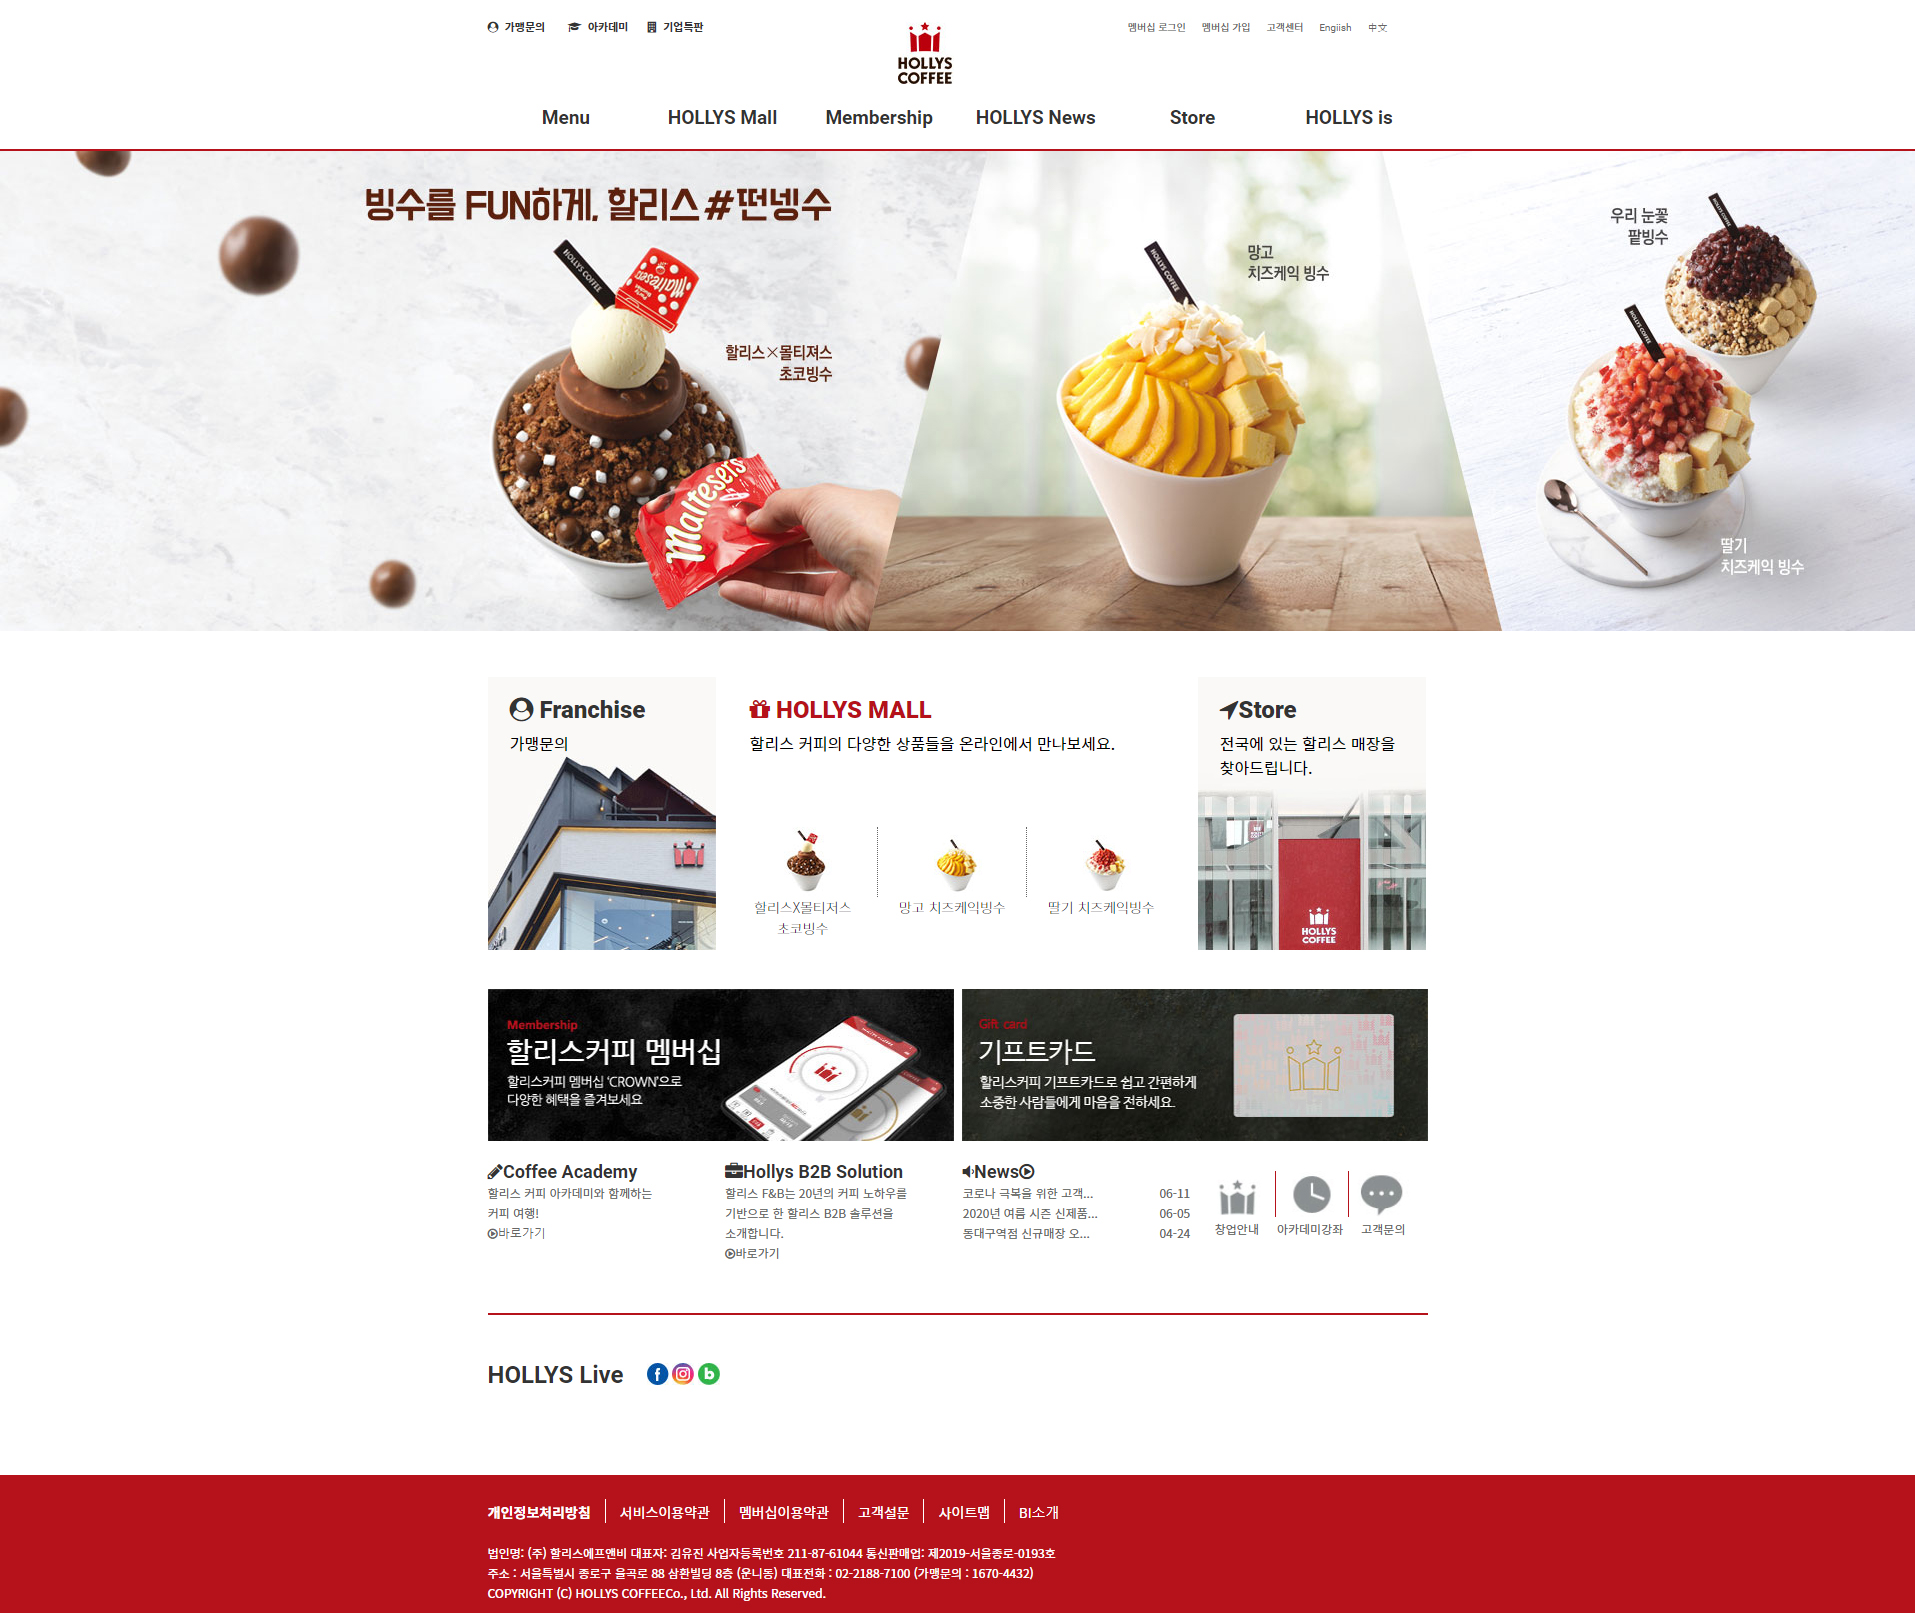 가맹문의
아카데미
기업특판
HOLLYS
COFFEE
멤버십 로그인
멤버십 가입
고객센터
Engiish
中文
Menu
HOLLYS Mall
Membership
HOLLYS News
Store
HOLLYS is
빙수를 FUN하게, 할리스#떤넹수
HOLLYS COFFEE
Maltesers
할리스×몰티져스
초코빙수
Maltesers
HOLLYS COFFEE
망고
치즈케익 빙수
우리 눈꽃
팥빙수
HOLLYS COFFEE
HOLLYS COFFEE
딸기
치즈케익 빙수
Franchise
가맹문의
HOLLYS MALL
할리스 커피의 다양한 상품들을 온라인에서 만나보세요.
할리스X몰티저스
초코빙수
망고 치즈케익빙수
딸기 치즈케익빙수
Store
전국에 있는 할리스 매장을
찾아드립니다.
HOLLYS
COFFEE
Membership
할리스커피 멤버십
할리스커피 멤버십 'CROWN'으로
다양한 혜택을 즐겨보세요
Gift card
기프트카드
할리스커피 기프트카드로 쉽고 간편하게
소중한 사람들에게 마음을 전하세요.
Coffee Academy
할리스 커피 아카데미와 함께하는
커피 여행!
바로가기
Hollys B2B Solution
할리스 F&B는 20년의 커피 노하우를
기반으로 한 할리스 B2B 솔루션을
소개합니다.
바로가기
News
코로나 극복을 위한 고객... 06-11
2020년 여름 시즌 신제품... 06-05
동대구역점 신규매장 오... 04-24
창업안내
아카데미강좌
고객문의
HOLLYS Live
개인정보처리방침
서비스이용약관
멤버십이용약관
고객설문
사이트맵
BI소개
법인명: (주) 할리스에프앤비 대표자: 김유진 사업자등록번호 211-87-61044 통신판매업: 제2019-서울종로-0193호
주소 : 서울특별시 종로구 율곡로 88 삼환빌딩 8층 (운니동) 대표전화 : 02-2188-7100 (가맹문의 : 1670-4432)
COPYRIGHT (C) HOLLYS COFFEECo., Ltd. All Rights Reserved.